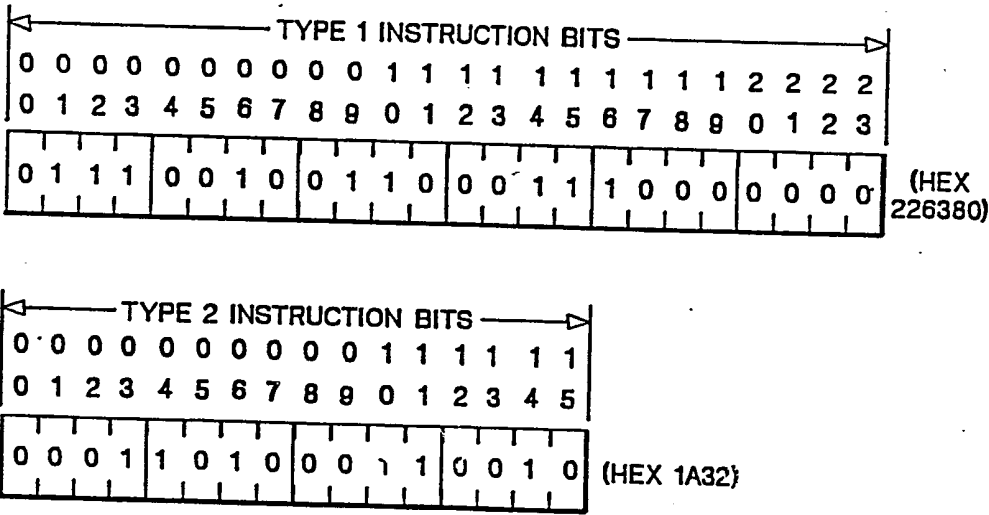 TYPE 1 INSTRUCTION BITS
0 0 0 0 0 0 0 0 0 0 1 1 1 1 1 1 1 1 1 1 2 2 2 2
0 1 2 3 4 5 6 7 8 9 0 1 2 3 4 5 6 7 8 9 0 1 2 3
0 1 1 1 0 0 1 0 0 1 1 0 0 0 1 1 1 0 0 0 0 0 0 0 (HEX
226380)
TYPE 2 INSTRUCTION BITS
0 0 0 0 0 0 0 0 0 0 1 1 1 1 1 1
0 1 2 3 4 5 6 7 8 9 0 1 2 3 4 5
0 0 0 1 1 0 1 0 0 0 1 1 0 0 1 0 (HEX 1A32)